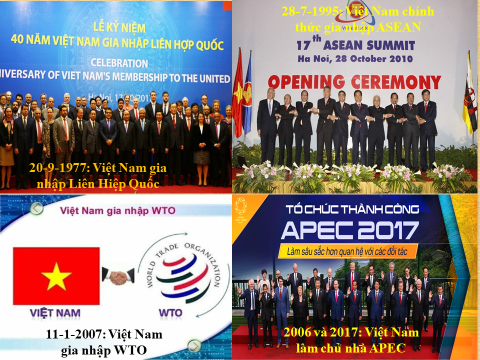 LỄ KỶ NIỆM
40 NĂM VIỆT NAM GIA NHẬP LIÊN HỢP QUỐC
CELEBRATION
NIVERSARY OF VIET NAM'S MEMBERSHIP TO THE UNITED
20-9-1977: Việt Nam gia
nhập Liên Hiệp Quốc
28-7-1995: Việt Nam chính
thức gia nhập ASEAN
17th ASEAN SUMMIT
Ha Noi, 28 October 2010
OPENING CEREMONY
Việt Nam gia nhập WTO
WORLD TRADE ORGANIZATION
VIỆT NAM
WTO
11-1-2007: Việt Nam
gia nhập WTO
TỔ CHỨC THÀNH CÔNG
APEC 2017
Làm sâu sắc hơn quan hệ với các đối tác
2006 và 2017: Việt Nam
làm chủ nhà APEC